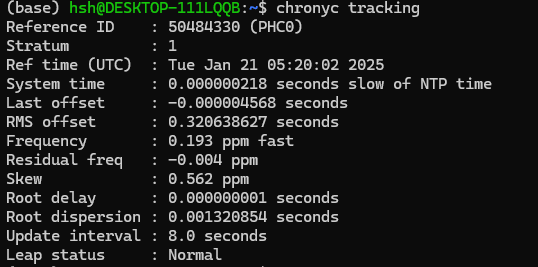 (base) hsh@DESKTOP-111LQQB:~$ chronyc tracking
Reference ID    : 50484330 (PHC0)
Stratum         : 1
Ref time (UTC)  : Tue Jan 21 05:20:02 2025
System time     : 0.000000218 seconds slow of NTP time
Last offset     : -0.000004568 seconds
RMS offset      : 0.320638627 seconds
Frequency       : 0.193 ppm fast
Residual freq   : -0.004 ppm
Skew            : 0.562 ppm
Root delay      : 0.000000001 seconds
Root dispersion : 0.001320854 seconds
Update interval : 8.0 seconds
Leap status     : Normal